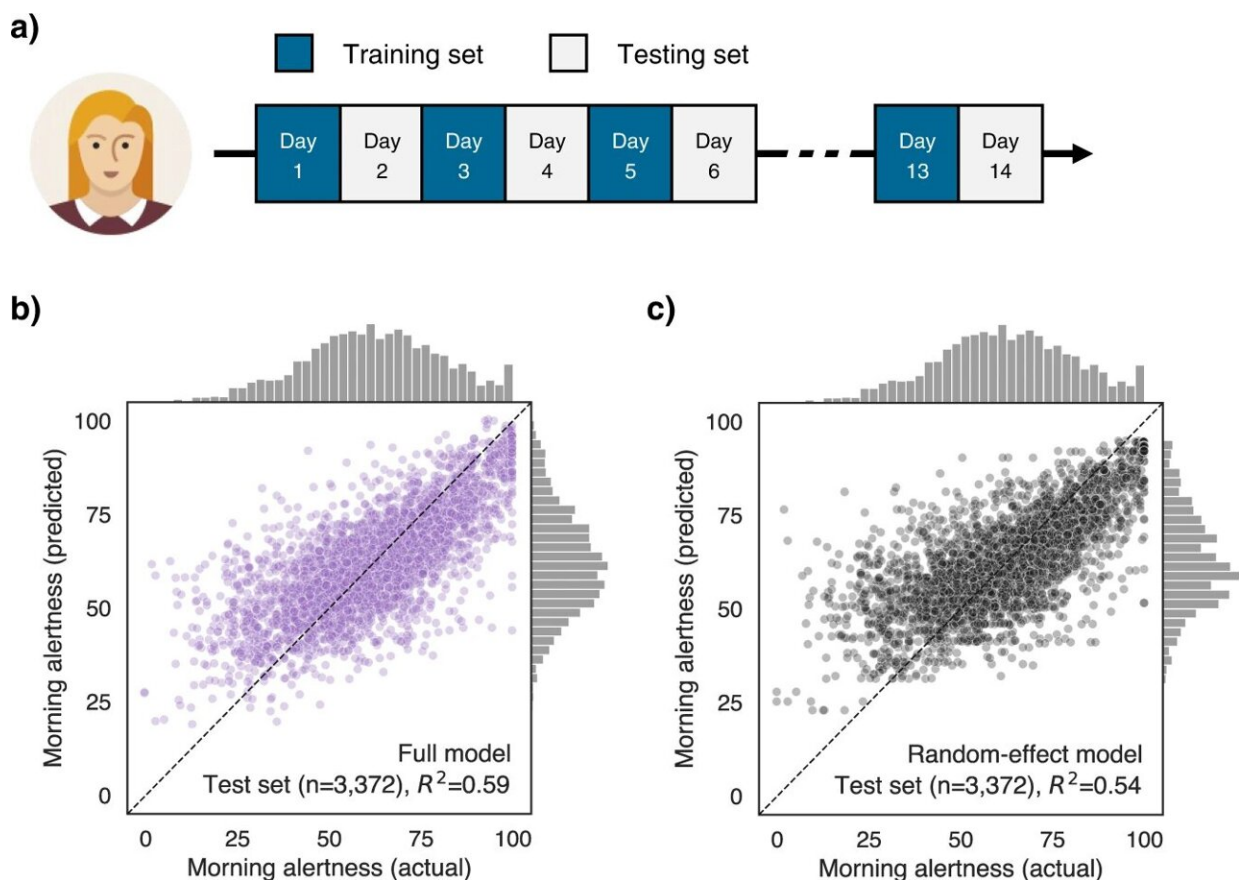 a)
Training set
Testing set
Day 1
Day 2
Day 3
Day 4
Day 5
Day 6
Day 13
Day 14
b)
100
75
50
25
0
Morning alertness (predicted)
Full model
Test set (n=3,372), R²=0.59
0 25 50 75 100
Morning alertness (actual)
c)
100
75
50
25
0
Morning alertness (predicted)
Random-effect model
Test set (n=3,372), R²=0.54
0 25 50 75 100
Morning alertness (actual)